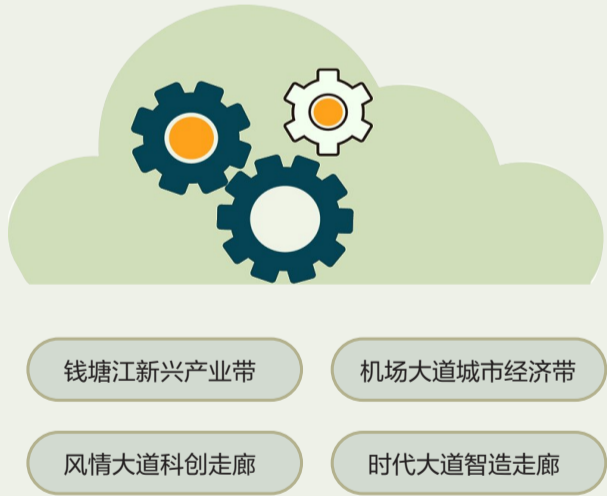 钱塘江新兴产业带
机场大道城市经济带
风情大道科创走廊
时代大道智造走廊